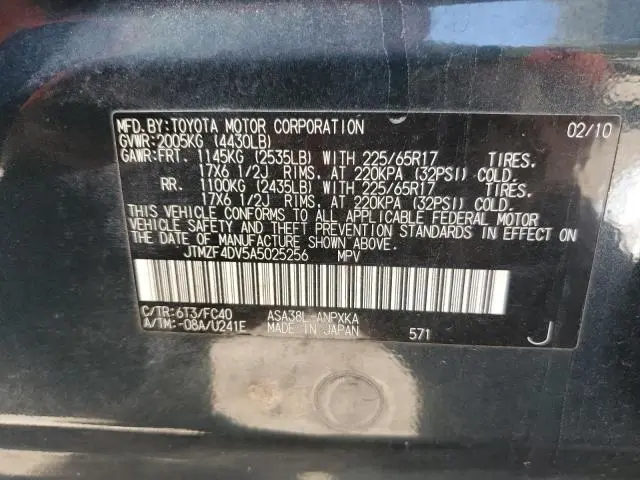 MFD.BY:TOYOTA MOTOR CORPORATION 02/10
GVWR:2005KG (4430LB)
GAWR:FRT. 1145KG (2535LB) WITH 225/65R17 TIRES.
17X6 1/2J RIMS. AT 220KPA (32PSI) COLD.
RR. 1100KG (2435LB) WITH 225/65R17 TIRES.
17X6 1/2J RIMS. AT 220KPA (32PSI) COLD.
THIS VEHICLE CONFORMS TO ALL APPLICABLE FEDERAL MOTOR
VEHICLE SAFETY AND THEFT PREVENTION STANDARDS IN EFFECT ON
THE DATE OF MANUFACTURE SHOWN ABOVE.
JTMZF4DV5A5025256 MPV
C/TR:6T3/FC40 ASA38L-ANPXKA
A/TM:-08A/U241E MADE IN JAPAN 571 J